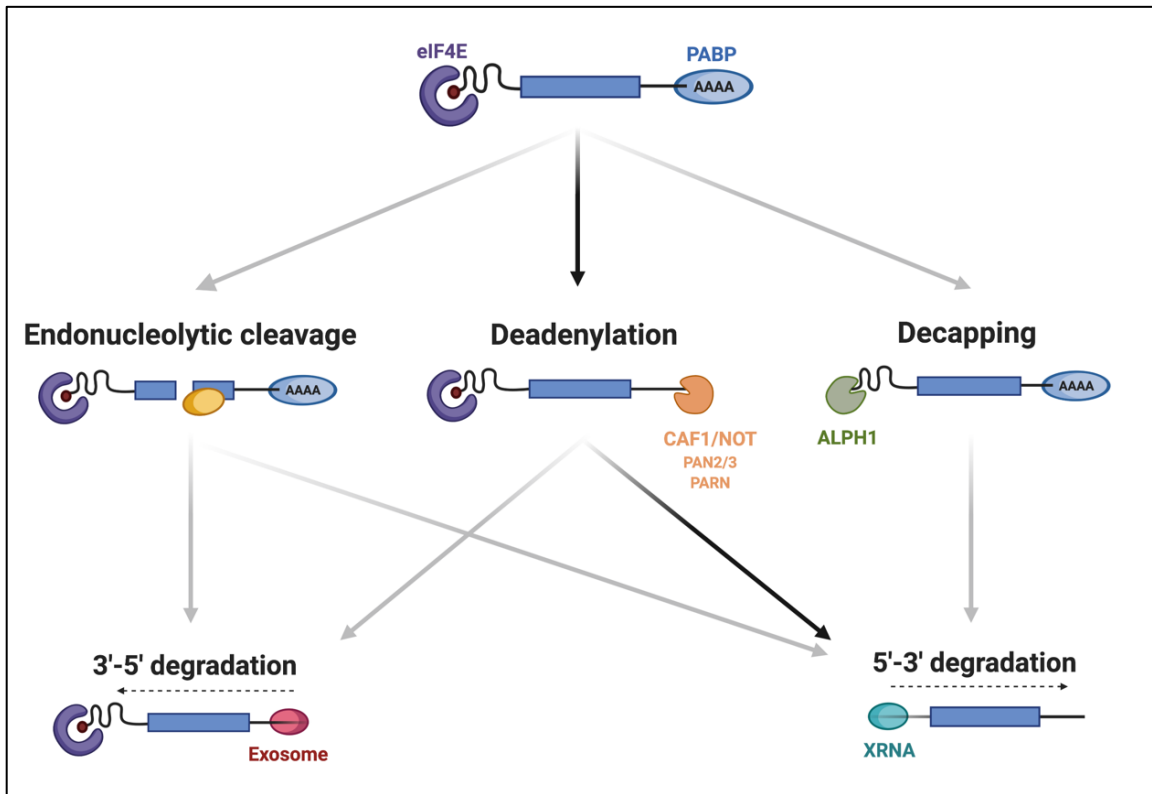 eIF4E
PABP
AAAA
Endonucleolytic cleavage
Deadenylation
Decapping
AAAA
AAAA
CAF1/NOT
PAN2/3
PARN
ALPH1
3'-5' degradation
5'-3' degradation
Exosome
XRNA